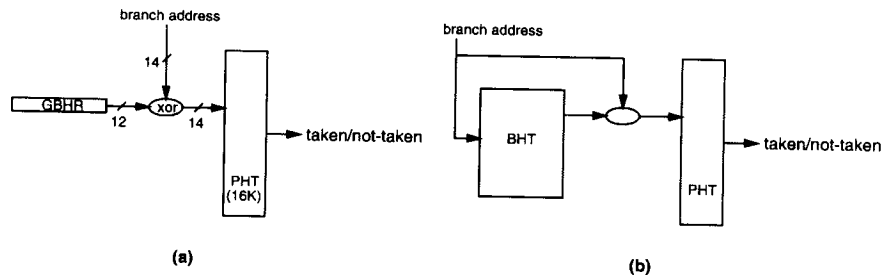 branch address
14
GBHR
12
xor
14
PHT
(16K)
taken/not-taken
(a)
branch address
BHT
PHT
taken/not-taken
(b)